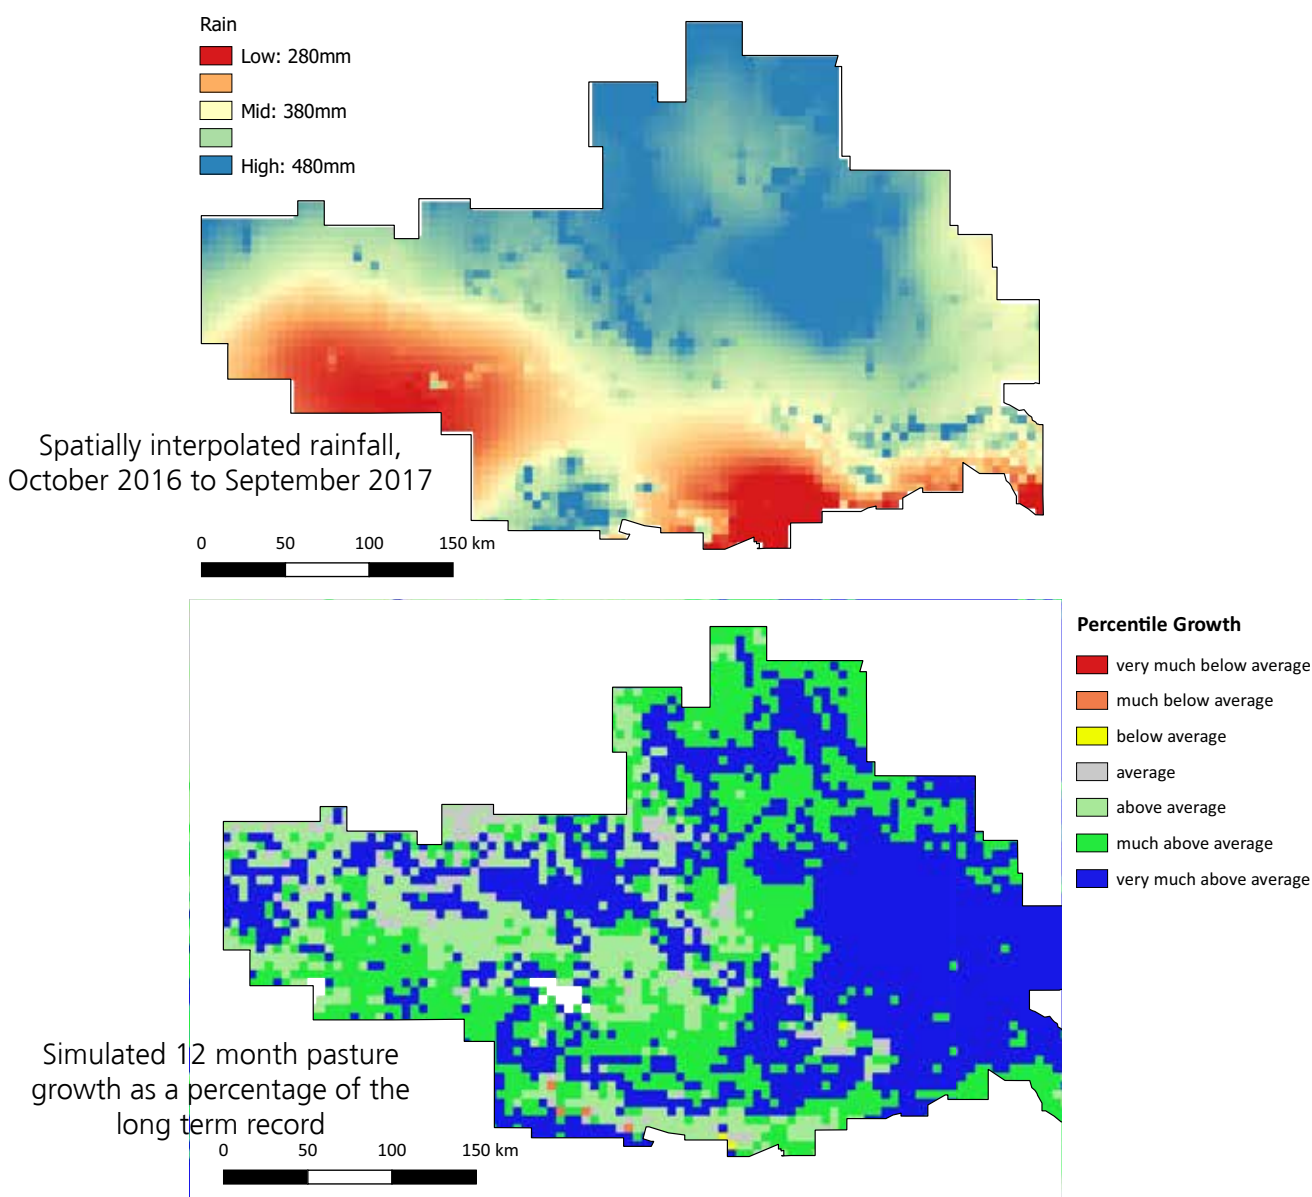 Rain
Low: 280mm
Mid: 380mm
High: 480mm
Spatially interpolated rainfall,
October 2016 to September 2017
0 50 100 150 km
Percentile Growth
very much below average
much below average
below average
average
above average
much above average
very much above average
Simulated 12 month pasture
growth as a percentage of the
long term record
0 50 100 150 km